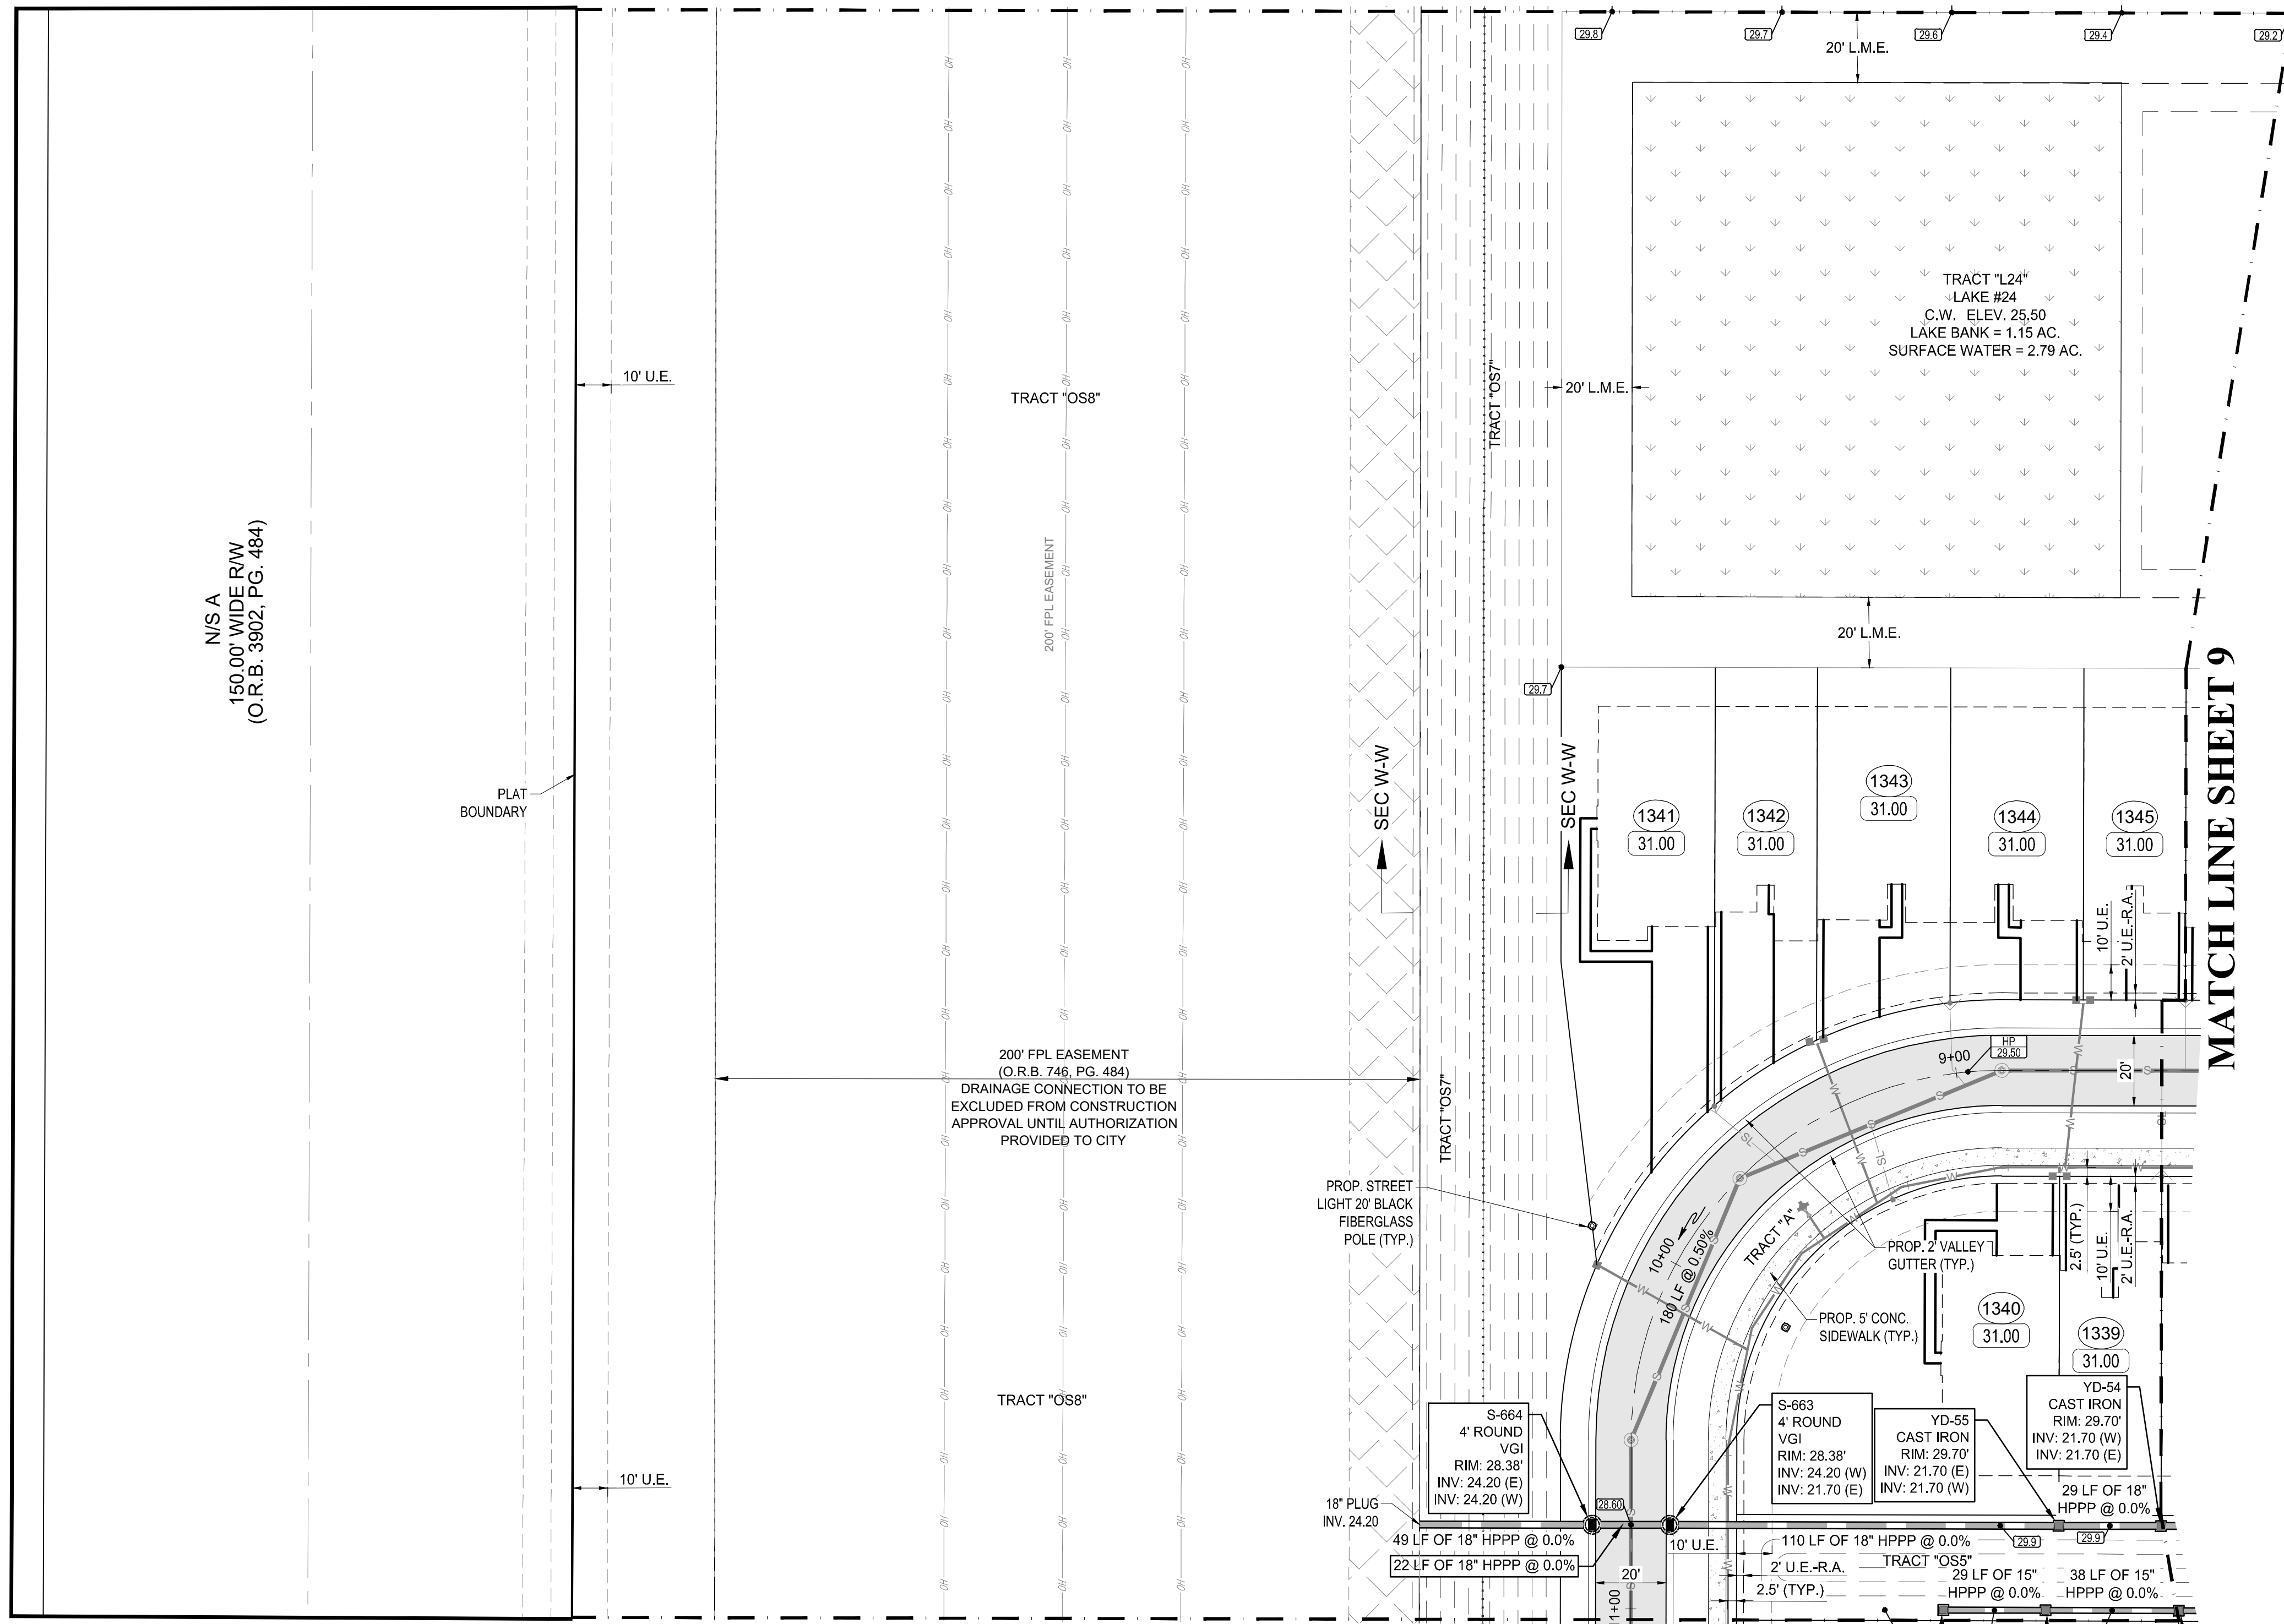 29.8
29.7
29.6
29.4
29.2
20' L.M.E.
TRACT "L24"
LAKE #24
C.W. ELEV. 25.50
LAKE BANK = 1.15 AC.
SURFACE WATER = 2.79 AC.
10' U.E.
TRACT "OS8"
TRACT "OS7"
20' L.M.E.
N/S A
150.00' WIDE R/W
(O.R.B. 3902, PG. 484)
200' FPL EASEMENT
20' L.M.E.
29.7
MATCH LINE SHEET 9
PLAT
BOUNDARY
SEC W-W
SEC W-W
1341
31.00
1342
31.00
1343
31.00
1344
31.00
1345
31.00
10' U.E.
2' U.E.-R.A.
200' FPL EASEMENT
(O.R.B. 746, PG. 484)
DRAINAGE CONNECTION TO BE
EXCLUDED FROM CONSTRUCTION
APPROVAL UNTIL AUTHORIZATION
PROVIDED TO CITY
TRACT "OS7"
9+00
HP
29.50
20'
SL
SL
PROP. STREET
LIGHT 20' BLACK
FIBERGLASS
POLE (TYP.)
10+00
180 LF @ 0.50%
TRACT "A"
PROP. 2' VALLEY
GUTTER (TYP.)
2.5' (TYP.)
10' U.E.
2' U.E.-R.A.
PROP. 5' CONC.
SIDEWALK (TYP.)
1340
31.00
1339
31.00
TRACT "OS8"
10' U.E.
S-664
4' ROUND
VGI
RIM: 28.38'
INV: 24.20 (E)
INV: 24.20 (W)
S-663
4' ROUND
VGI
RIM: 28.38'
INV: 24.20 (W)
INV: 21.70 (E)
YD-55
CAST IRON
RIM: 29.70'
INV: 21.70 (E)
INV: 21.70 (W)
YD-54
CAST IRON
RIM: 29.70'
INV: 21.70 (W)
INV: 21.70 (E)
18" PLUG
INV. 24.20
28.60
29 LF OF 18"
HPPP @ 0.0%
49 LF OF 18" HPPP @ 0.0%
22 LF OF 18" HPPP @ 0.0%
10' U.E.
110 LF OF 18" HPPP @ 0.0%
29.9
29.9
TRACT "OS5"
2' U.E.-R.A.
2.5' (TYP.)
20'
29 LF OF 15"
HPPP @ 0.0%
38 LF OF 15"
HPPP @ 0.0%